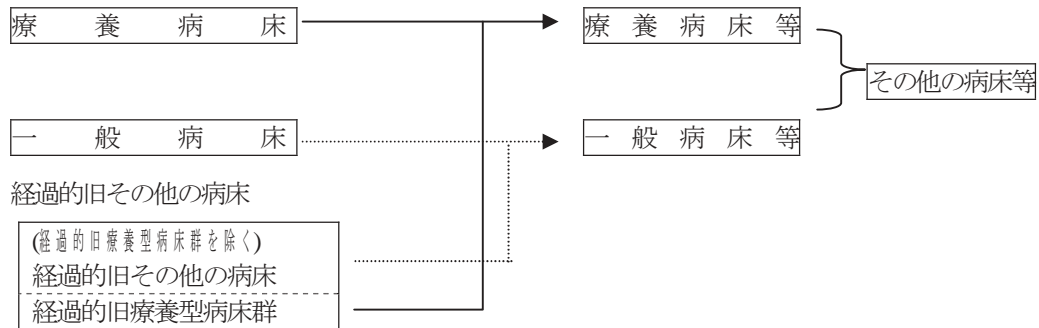 療養病床
療養病床等
その他の病床等
一般病床
一般病床等
経過的旧その他の病床
(経過的旧療養型病床群を除く)
経過的旧その他の病床
経過的旧療養型病床群